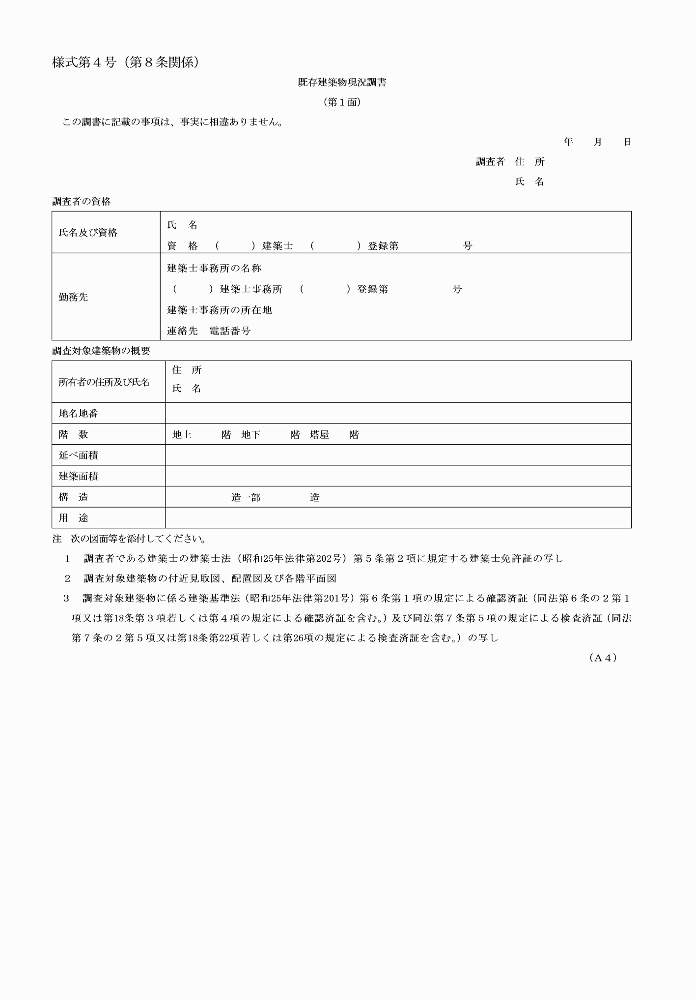 様式第４号（第８条関係）
既存建築物現況調書
（第１面）
この調書に記載の事項は、事実に相違ありません。
年　　月　　日
調査者　住　所
氏　名
調査者の資格
氏名及び資格
氏　名
資　格　（　　　）建築士　（　　　　）登録第　　　　　　号
勤務先
建築士事務所の名称
（　　　）建築士事務所　（　　　　）登録第　　　　　　号
建築士事務所の所在地
連絡先　電話番号
調査対象建築物の概要
所有者の住所及び氏名
住　所
氏　名
地名地番
階　数
地上　　　階　地下　　　階　塔屋　　階
延べ面積
建築面積
構　造
造一部　　　　　造
用　途
注　次の図面等を添付してください。
１　調査者である建築士の建築士法（昭和25年法律第202号）第５条第２項に規定する建築士免許証の写し
２　調査対象建築物の付近見取図、配置図及び各階平面図
３　調査対象建築物に係る建築基準法（昭和25年法律第201号）第６条第１項の規定による確認済証（同法第６条の２第１
項又は第18条第３項若しくは第４項の規定による確認済証を含む。）及び同法第７条第５項の規定による検査済証（同法
第７条の２第５項又は第18条第22項若しくは第26項の規定による検査済証を含む。）の写し
（Ａ４）